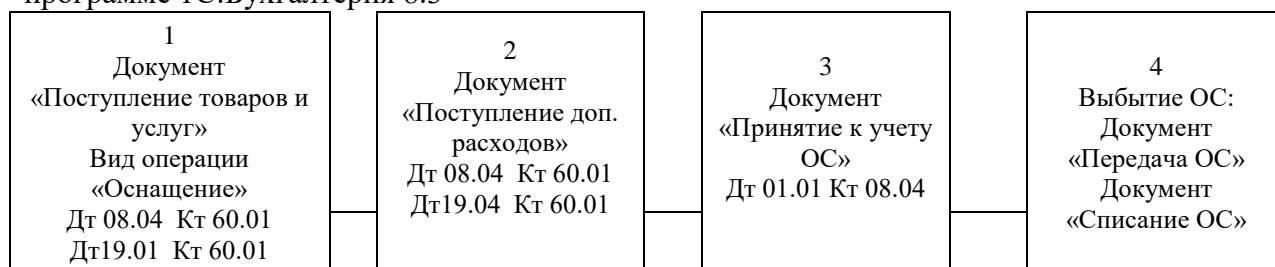 программе 1С:Бухгалтерия 8.3
1
Документ
«Поступление товаров и
услуг»
Вид операции
«Оснащение»
Дт 08.04 Кт 60.01
Дт19.01 Кт 60.01
2
Документ
«Поступление доп.
расходов»
Дт 08.04 Кт 60.01
Дт19.04 Кт 60.01
3
Документ
«Принятие к учету
ОС»
Дт 01.01 Кт 08.04
4
Выбытие ОС:
Документ
«Передача ОС»
Документ
«Списание ОС»